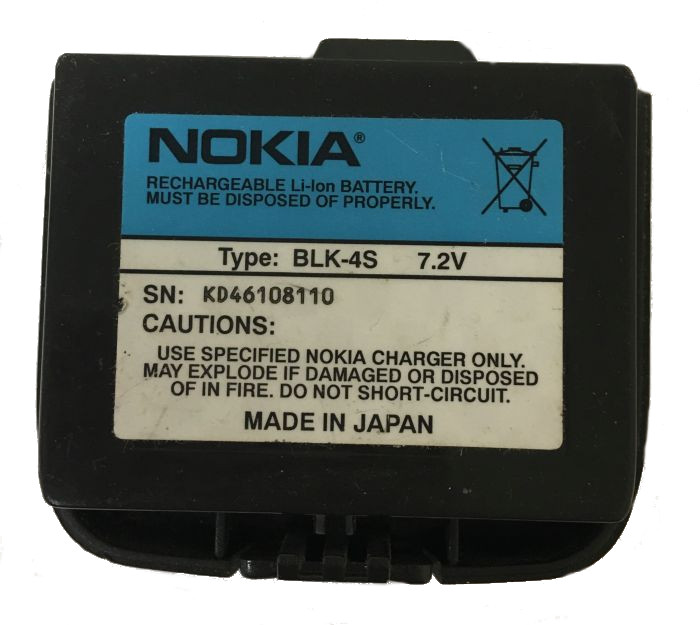 NOKIA®
RECHARGEABLE Li-Ion BATTERY.
MUST BE DISPOSED OF PROPERLY.
Type: BLK-4S 7.2V
SN: KD46108110
CAUTIONS:
USE SPECIFIED NOKIA CHARGER ONLY.
MAY EXPLODE IF DAMAGED OR DISPOSED
OF IN FIRE. DO NOT SHORT-CIRCUIT.
MADE IN JAPAN